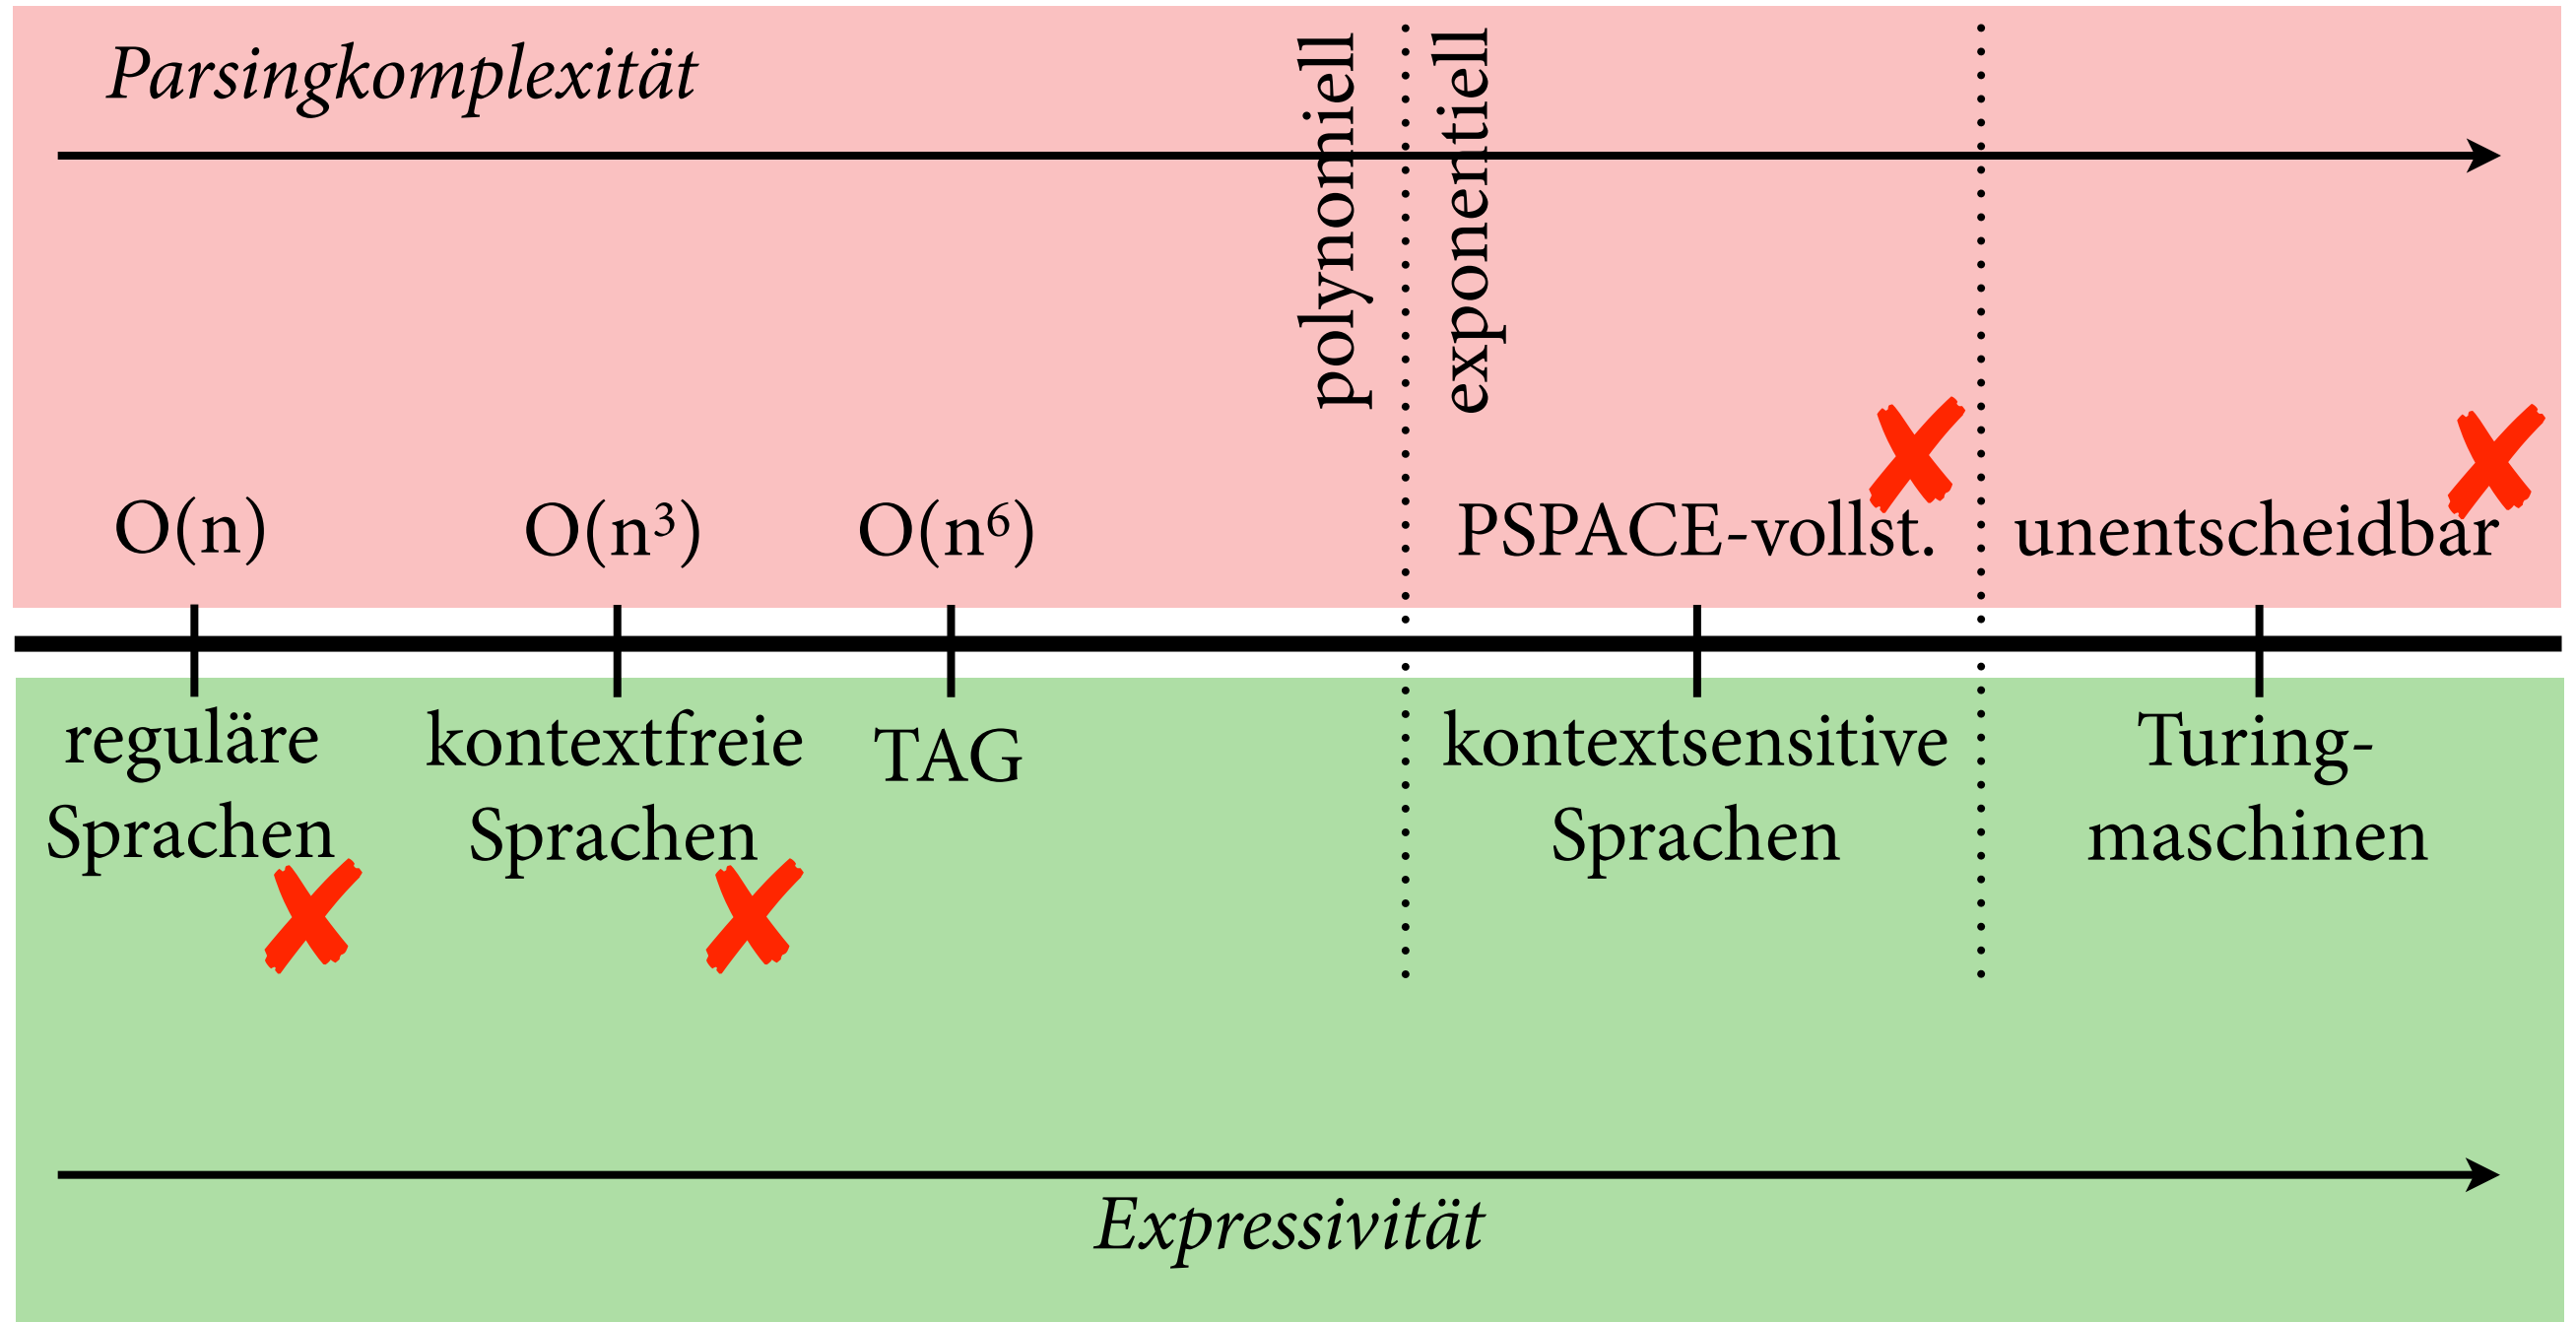 Parsingkomplexität
polynomiell
exponentiell
O(n)
O(n³)
O(n⁶)
PSPACE-vollst.
unentscheidbar
reguläre
Sprachen
kontextfreie
Sprachen
TAG
kontextsensitive
Sprachen
Turing-
maschinen
Expressivität